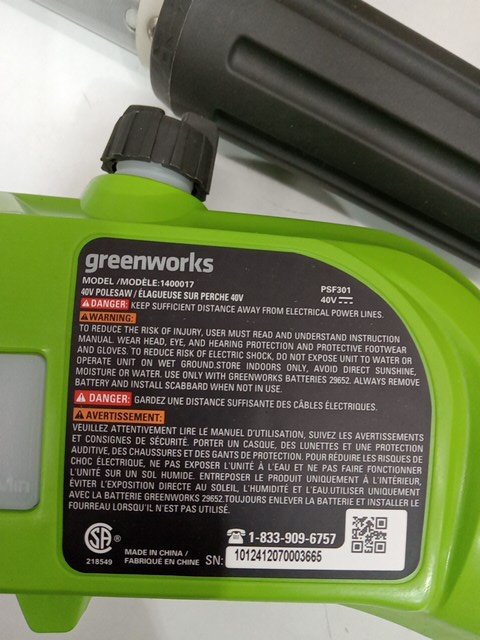 greenworks
MODEL /MODÈLE:1400017 PSF301
40V POLESAW / ÉLAGUEUSE SUR PERCHE 40V 40V
DANGER: KEEP SUFFICIENT DISTANCE AWAY FROM ELECTRICAL POWER LINES.
WARNING:
TO REDUCE THE RISK OF INJURY, USER MUST READ AND UNDERSTAND INSTRUCTION
MANUAL. WEAR HEAD, EYE, AND HEARING PROTECTION AND PROTECTIVE FOOTWEAR
AND GLOVES. TO REDUCE RISK OF ELECTRIC SHOCK, DO NOT EXPOSE UNIT TO WATER OR
OPERATE UNIT ON WET GROUND.STORE INDOORS ONLY, AVOID DIRECT SUNSHINE,
MOISTURE OR WATER. USE ONLY WITH GREENWORKS BATTERIES 29652. ALWAYS REMOVE
BATTERY AND INSTALL SCABBARD WHEN NOT IN USE.
DANGER: GARDEZ UNE DISTANCE SUFFISANTE DES CÂBLES ÉLECTRIQUES.
AVERTISSEMENT:
VEUILLEZ ATTENTIVEMENT LIRE LE MANUEL D'UTILISATION, SUIVEZ LES AVERTISSEMENTS
ET CONSIGNES DE SÉCURITÉ. PORTER UN CASQUE, DES LUNETTES ET UNE PROTECTION
AUDITIVE, DES CHAUSSURES ET DES GANTS DE PROTECTION. POUR RÉDUIRE LES RISQUES DE
CHOC ÉLECTRIQUE, NE PAS EXPOSER L'UNITÉ À L'EAU ET NE PAS FAIRE FONCTIONNER
L'UNITÉ SUR UN SOL HUMIDE. ENTREPOSER LE PRODUIT UNIQUEMENT À L'INTÉRIEUR,
ÉVITER L'EXPOSITION DIRECTE AU SOLEIL, L'HUMIDITÉ ET L'EAU.UTILISER UNIQUEMENT
AVEC LA BATTERIE GREENWORKS 29652.TOUJOURS ENLEVER LA BATTERIE ET INSTALLER LE
FOURREAU LORSQU'IL N'EST PAS UTILISÉ.
1-833-909-6757
SA
218549
MADE IN CHINA /
FABRIQUÉ EN CHINE SN: 1012412070003665